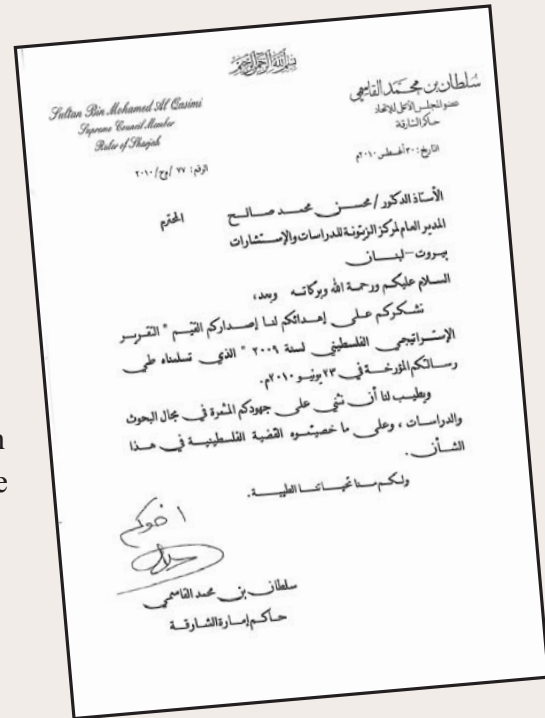 بسم الله الرحمن الرحيم
Sultan Bin Mohamed Al Qasimi
Supreme Council Member
Ruler of Sharjah
سلطان بن محمد القاسمي
عضو المجلس الأعلى للاتحاد
حاكم الشارقة
الرقم: ٧٧ /وح/ ٢٠١٠
التاريخ: ٣٠ أغسطس ٢٠١٠م
الأستاذ الدكتور / محسن محمد صالح المحترم
المدير العام لمركز الزيتونة للدراسات والإستشارات
بيروت - لبنان
السلام عليكم ورحمة الله وبركاته وبعد،
نشكركم على إهدائكم لنا إصداركم القيم " التقرير
الإستراتيجي الفلسطيني لسنة ٢٠٠٩ " الذي تسلمناه طي
رسالتكم المؤرخة في ٢٣ يونيو ٢٠١٠م.
ويطيب لنا أن نثني على جهودكم المثمرة في مجال البحوث
والدراسات ، وعلى ما خصيتموه القضية الفلسطينية في هذا
الشأن .
ولكم منا تحياتنا الطيبة .
اخوكم
سلطان بن محمد القاسمي
حاكم إمارة الشارقة